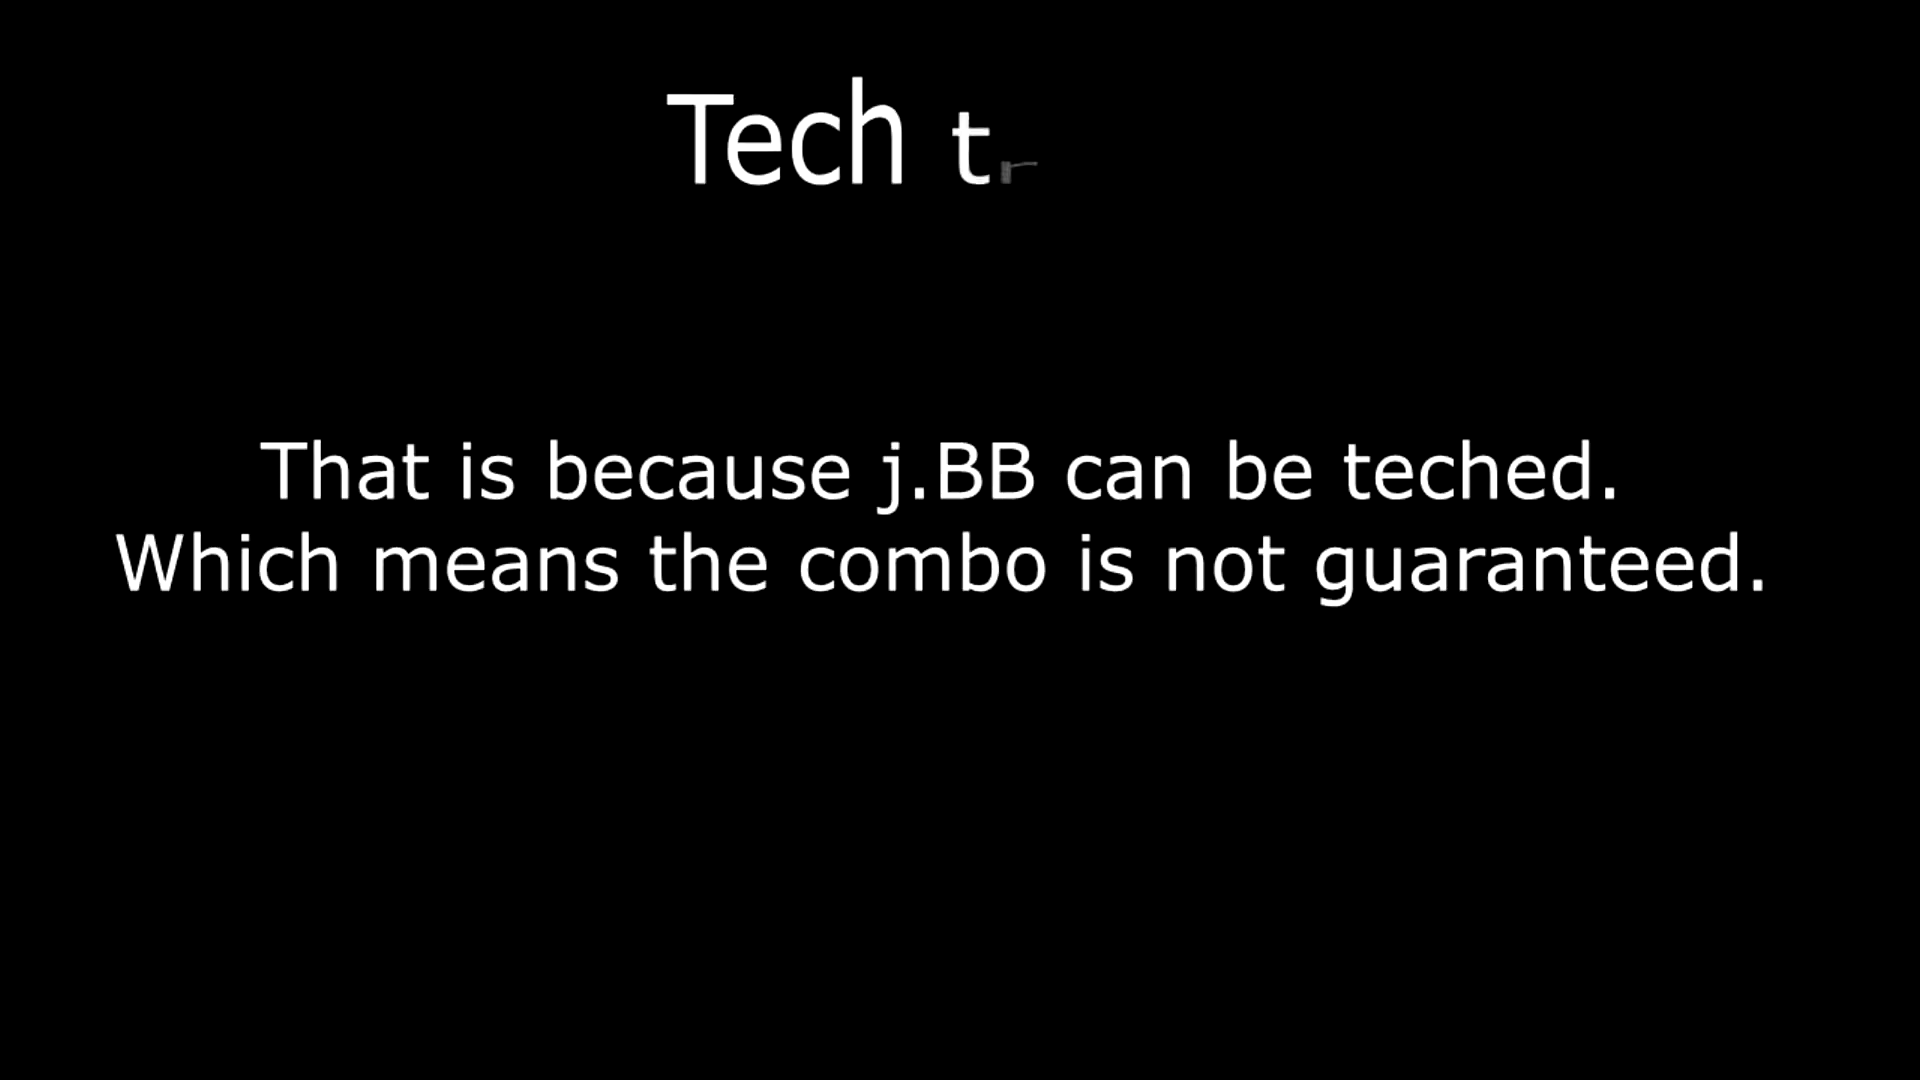 Tech t
That is because j.BB can be teched.
Which means the combo is not guaranteed.